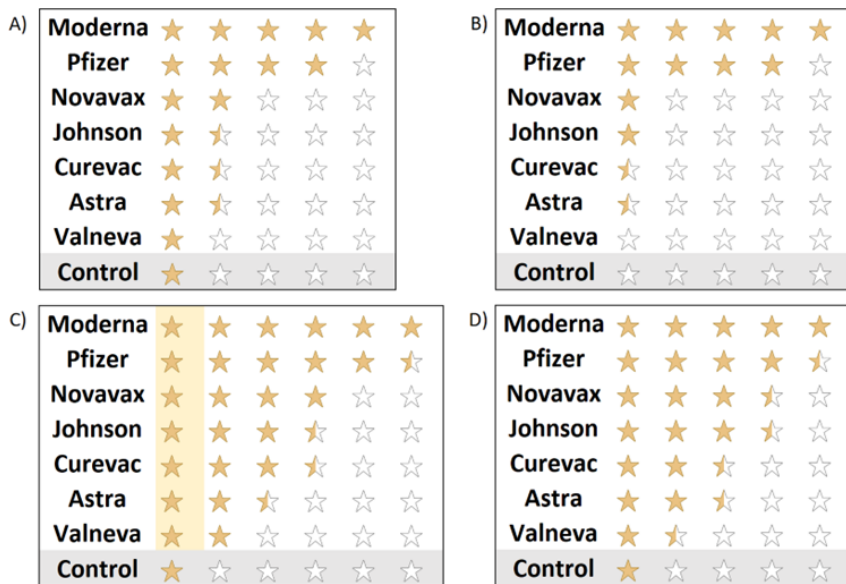 A)
Moderna
Pfizer
Novavax
Johnson
Curevac
Astra
Valneva
Control
B)
Moderna
Pfizer
Novavax
Johnson
Curevac
Astra
Valneva
Control
C)
Moderna
Pfizer
Novavax
Johnson
Curevac
Astra
Valneva
Control
D)
Moderna
Pfizer
Novavax
Johnson
Curevac
Astra
Valneva
Control